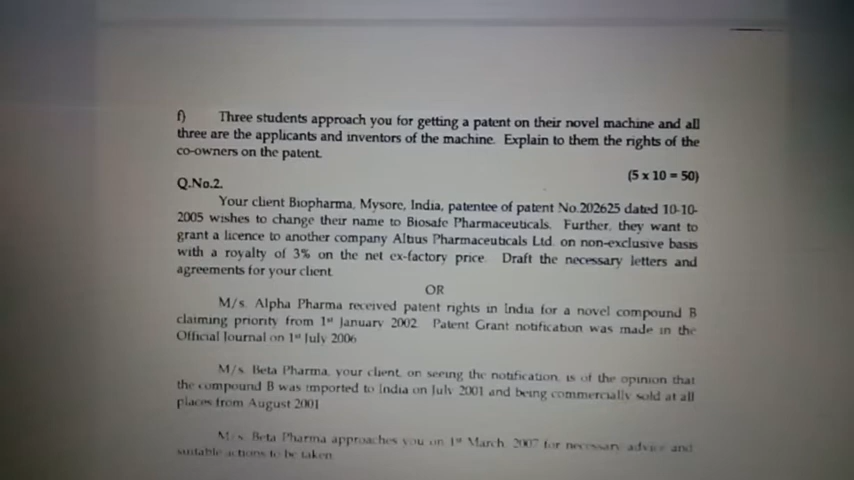 f) Three students approach you for getting a patent on their novel machine and all
three are the applicants and inventors of the machine. Explain to them the rights of the
co-owners on the patent.
(5 x 10 = 50)
Q.No.2.
Your client Biopharma, Mysore, India, patentee of patent No.202625 dated 10-10-
2005 wishes to change their name to Biosafe Pharmaceuticals. Further, they want to
grant a licence to another company Altius Pharmaceuticals Ltd. on non-exclusive basis
with a royalty of 3% on the net ex-factory price. Draft the necessary letters and
agreements for your client.
OR
M/s. Alpha Pharma received patent rights in India for a novel compound B
claiming priority from 1st January 2002. Patent Grant notification was made in the
Official Journal on 1st July 2006
M/s. Beta Pharma, your client, on seeing the notification, is of the opinion that
the compound B was imported to India on July 2001 and being commercially sold at all
places from August 2001
M/s. Beta Pharma approaches you on 1st March, 2007 for necessary advice and
suitable actions to be taken.